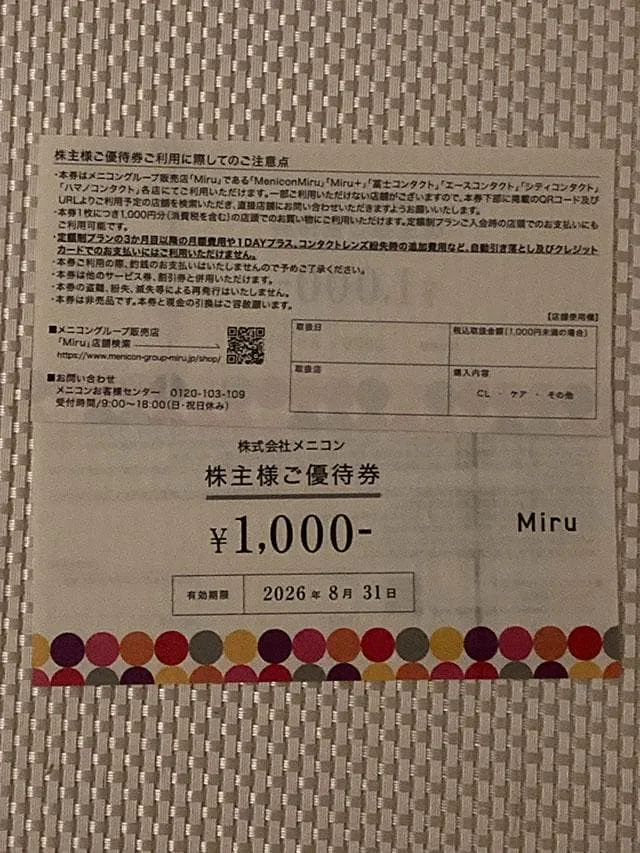 株主様ご優待券ご利用に際してのご注意点
・本券はメニコングループ販売店「Miru」である「MeniconMiru」「Miru+」「富士コンタクト」「エースコンタクト」「シティコンタクト」
「ハマノコンタクト」各店にてご利用いただけます。一部ご利用いただけない店舗がございますので、本券下部に掲載のQRコード及び
URLよりご利用予定の店舗を検索いただき、直接店舗にお問い合わせいただきますようお願いいたします。
・本券1枚につき1,000円分(消費税を含む)の店頭でのお買い物にご利用いただけます。定額制プランご入会時の店頭でのお支払いにも
ご利用可能です。
・定額制プランの3か月目以降の月額費用や1DAYプラス、コンタクトレンズ紛失時の追加費用など、自動引き落とし及びクレジット
カードでのお支払いにはご利用いただけません。
・本券ご利用の際、釣銭のお支払いはいたしませんので予めご了承ください。
・本券は他のサービス券、割引券と併用いただけます。
・本券の盗難、紛失、滅失等による再発行はいたしません。
・本券は非売品です。本券と現金の引換はご容赦願います。
【店舗使用欄】
■メニコングループ販売店
「Miru」店舗検索
https://www.menicon-group-miru.jp/shop/
■お問い合わせ
メニコンお客様センター 0120-103-109
受付時間/9:00〜18:00(日・祝日休み)
取扱日
税込取扱金額(1,000円未満の場合)
取扱店
購入内容
CL ・ ケア ・ その他
株式会社メニコン
株主様ご優待券
¥1,000-
Miru
有効期限 2026年 8月 31日